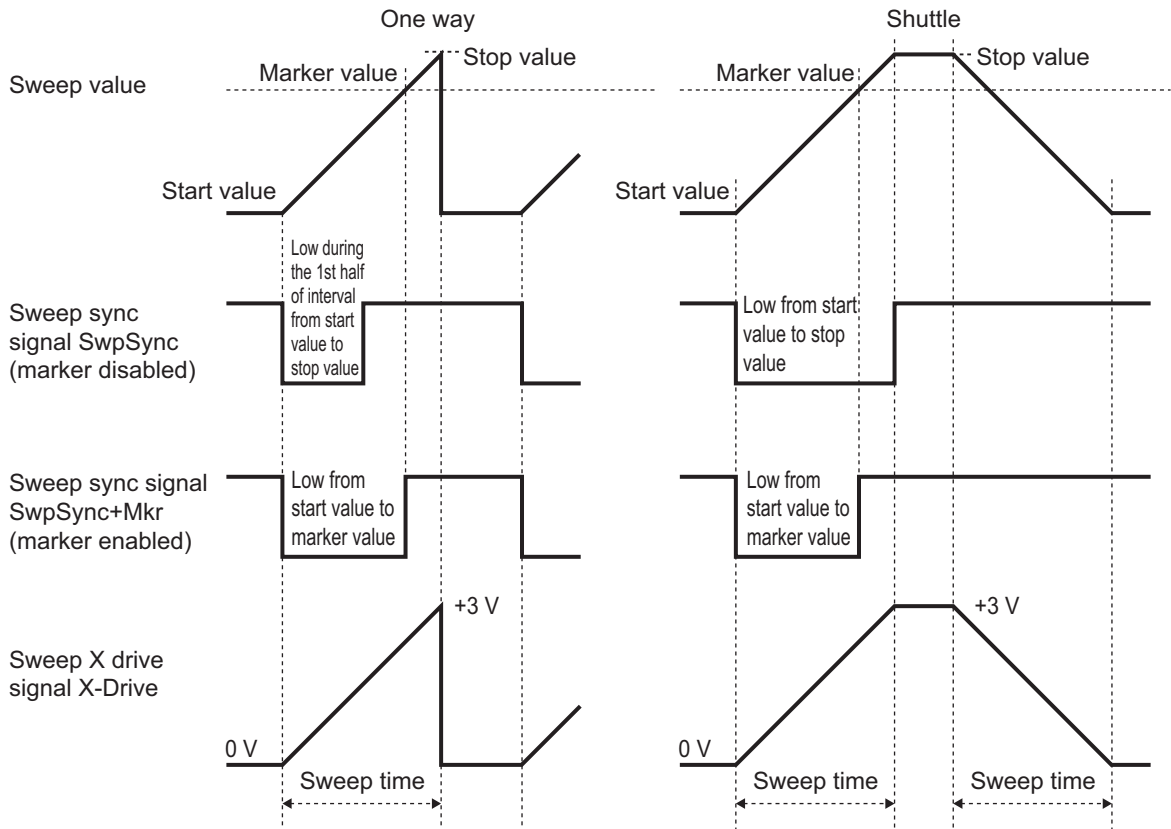 One way
Shuttle
Sweep value
Marker value
Stop value
Start value
Marker value
Stop value
Start value
Sweep sync
signal SwpSync
(marker disabled)
Low during
the 1st half
of interval
from start
value to
stop value
Low from start
value to stop
value
Sweep sync signal
SwpSync+Mkr
(marker enabled)
Low from
start value to
marker value
Low from
start value to
marker value
Sweep X drive
signal X-Drive
+3 V
0 V
Sweep time
+3 V
0 V
Sweep time
Sweep time